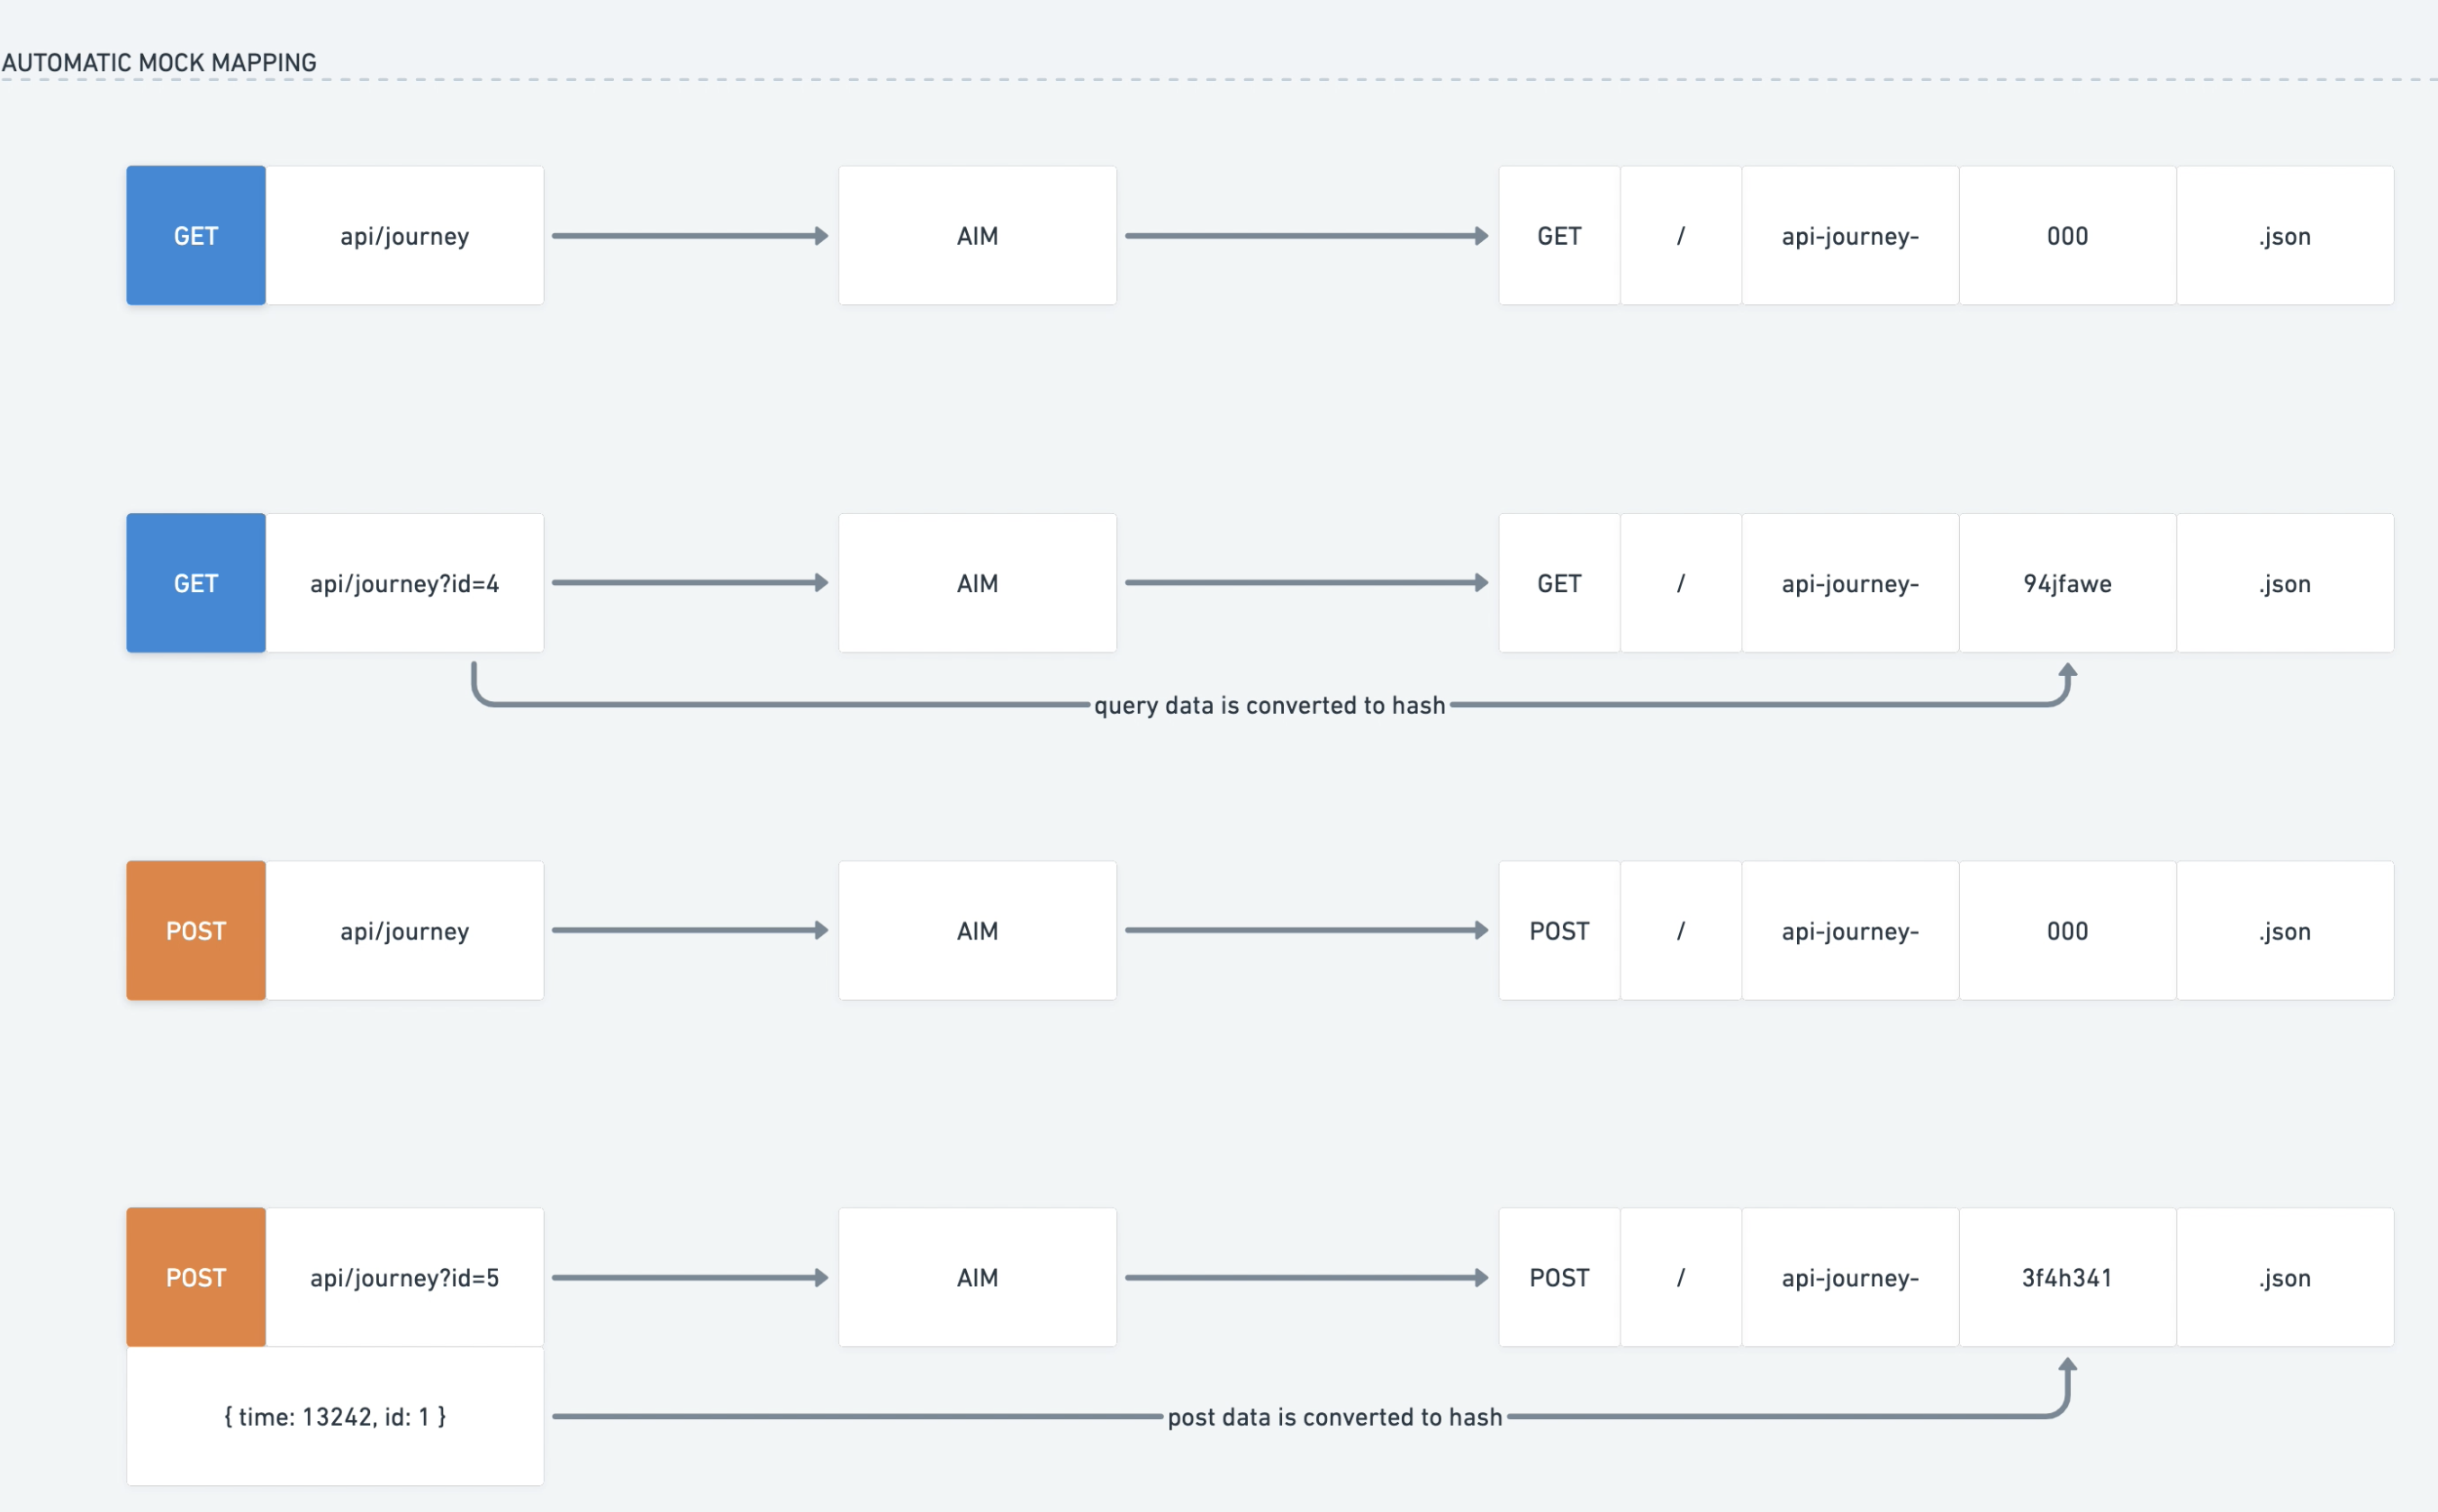 AUTOMATIC MOCK MAPPING
GET api/journey AIM GET / api-journey- 000 .json
GET api/journey?id=4 AIM GET / api-journey- 94jfawe .json
query data is converted to hash
POST api/journey AIM POST / api-journey- 000 .json
POST api/journey?id=5 AIM POST / api-journey- 3f4h341 .json
{ time: 13242, id: 1 } post data is converted to hash